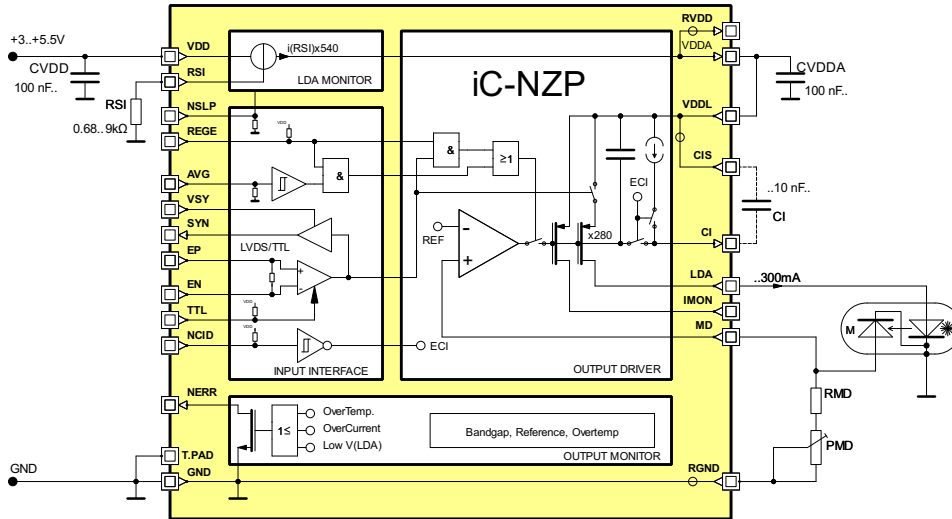 +3..+5.5V
CVDD
100 nF..
RSI
0.68..9kΩ
VDD
RSI
NSLP
REGE
AVG
VSY
SYN
EP
EN
TTL
NCID
NERR
T.PAD
GND
GND
i(RSI)x540
LDA MONITOR
VDD
&
LVDS/TTL
+
-
VDD
VDD
ECI
INPUT INTERFACE
iC-NZP
&
≥1
REF
-
+
x280
ECI
OUTPUT DRIVER
1≤
OverTemp.
OverCurrent
Low V(LDA)
Bandgap, Reference, Overtemp
OUTPUT MONITOR
RVDD
VDDA
VDDL
CIS
CI
LDA
IMON
MD
RGND
CVDDA
100 nF..
..10 nF..
CI
..300mA
M
RMD
PMD